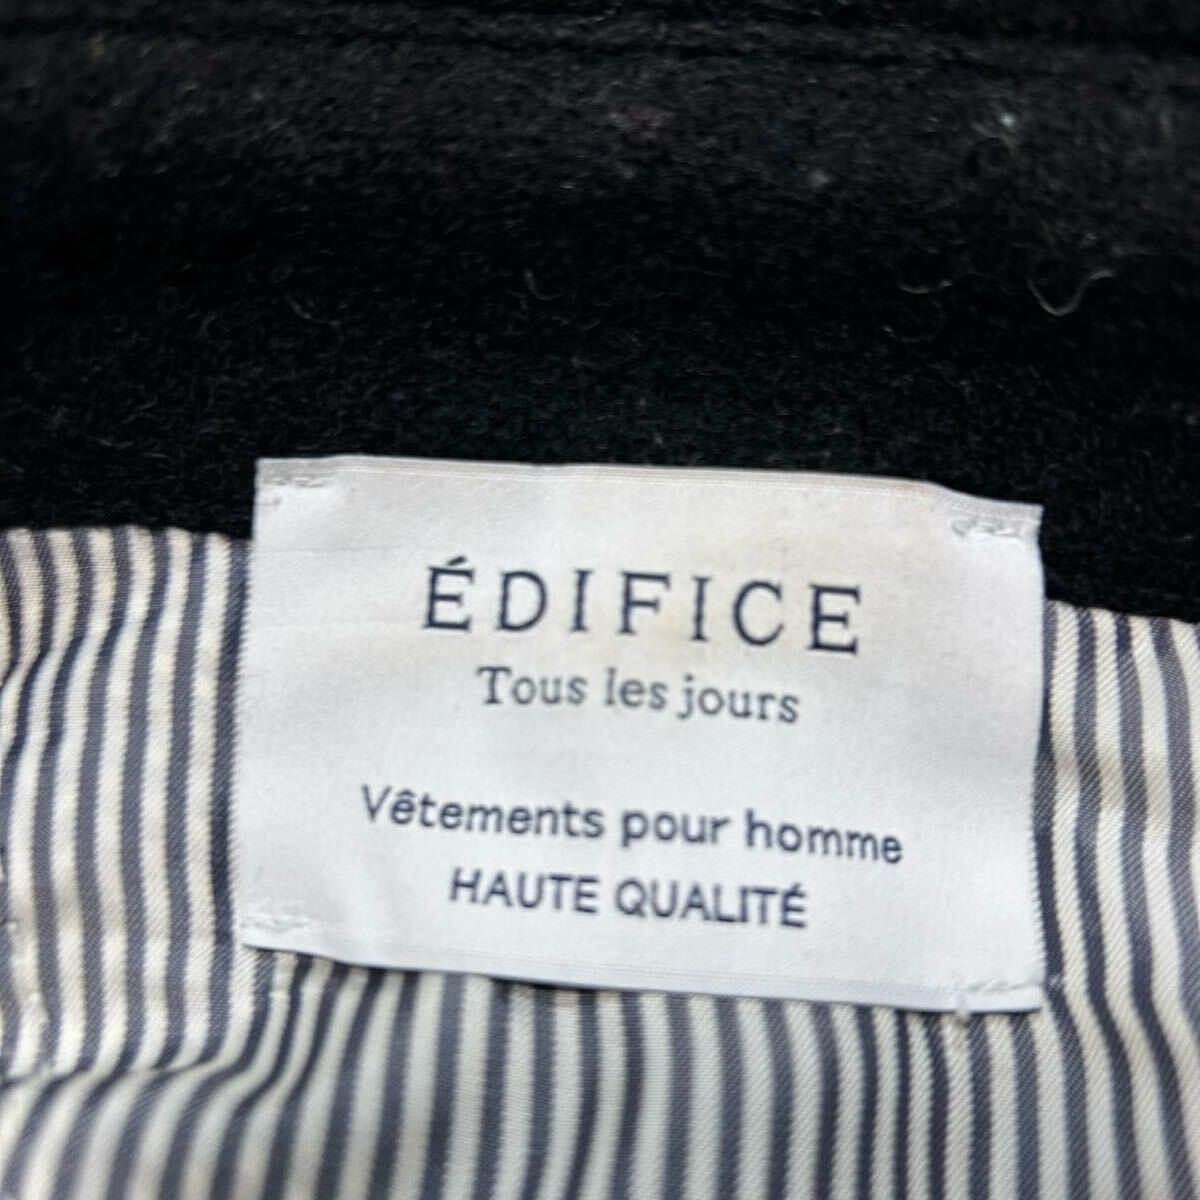 ÉDIFICE
Tous les jours
Vêtements pour homme
HAUTE QUALITÉ